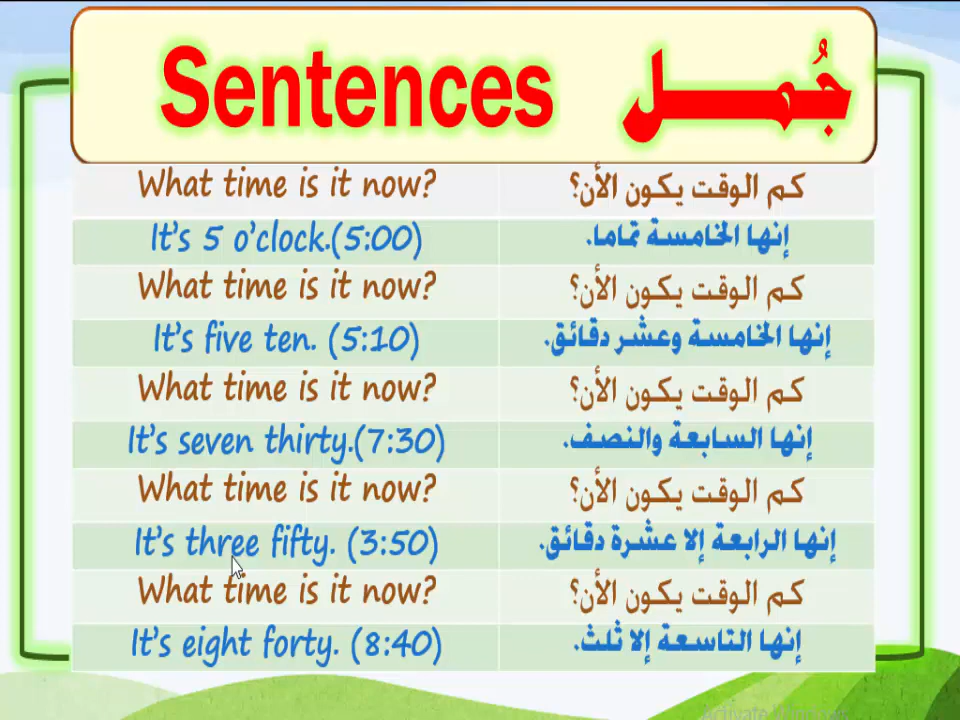 Sentences جُمـــل
What time is it now? كم الوقت يكون الأن؟
It's 5 o'clock.(5:00) إنها الخامسة تماما.
What time is it now? كم الوقت يكون الأن؟
It's five ten. (5:10) إنها الخامسة وعشر دقائق.
What time is it now? كم الوقت يكون الأن؟
It's seven thirty.(7:30) إنها السابعة والنصف.
What time is it now? كم الوقت يكون الأن؟
It's three fifty. (3:50) إنها الرابعة إلا عشرة دقائق.
What time is it now? كم الوقت يكون الأن؟
It's eight forty. (8:40) إنها التاسعة إلا ثلث.